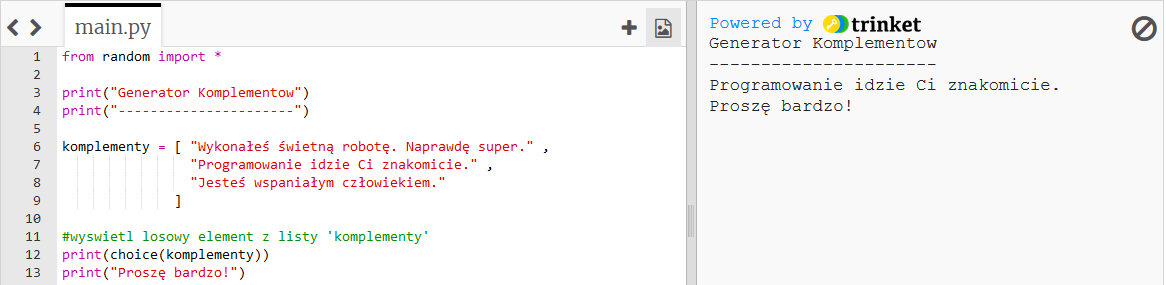 main.py
1 from random import *
2
3 print("Generator Komplementow")
4 print("----------------------")
5
6 komplementy = [ "Wykonałeś świetną robotę. Naprawdę super." ,
7 "Programowanie idzie Ci znakomicie." ,
8 "Jesteś wspaniałym człowiekiem."
9 ]
10
11 #wyswietl losowy element z listy 'komplementy'
12 print(choice(komplementy))
13 print("Proszę bardzo!")
Powered by trinket
Generator Komplementow
----------------------
Programowanie idzie Ci znakomicie.
Proszę bardzo!